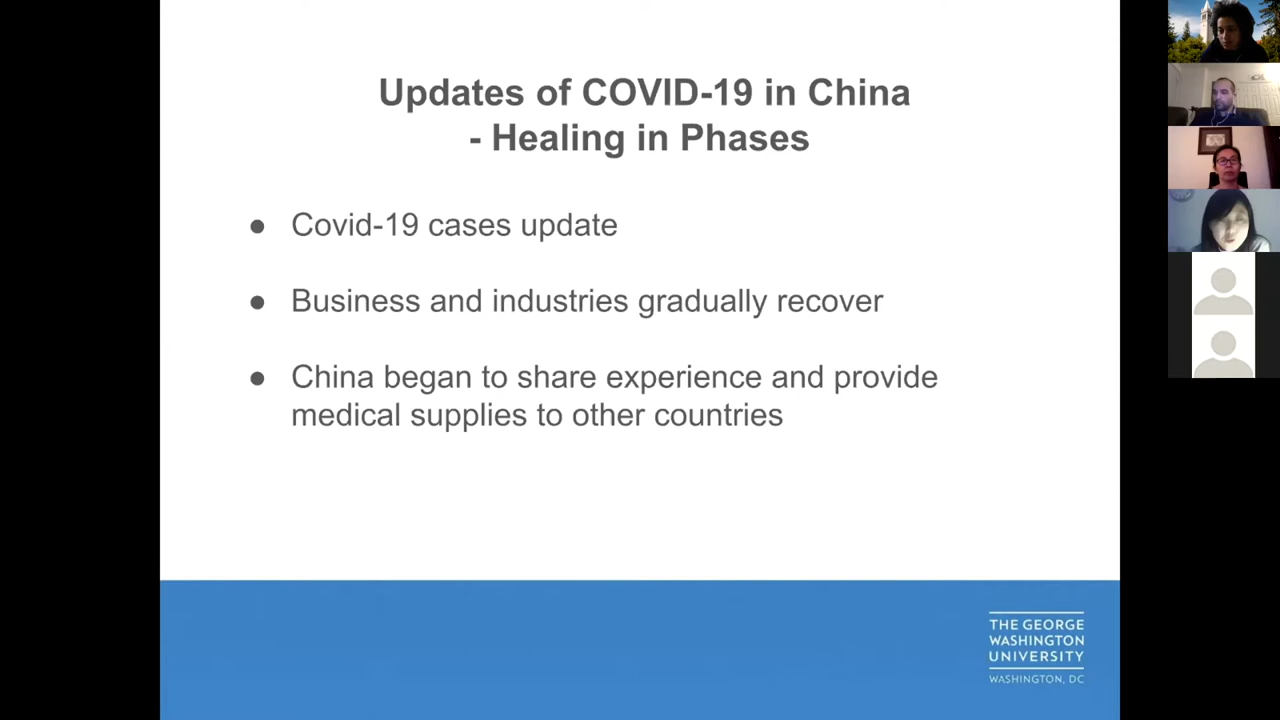 Updates of COVID-19 in China
- Healing in Phases
● Covid-19 cases update
● Business and industries gradually recover
● China began to share experience and provide
medical supplies to other countries
THE GEORGE
WASHINGTON
UNIVERSITY
WASHINGTON, DC